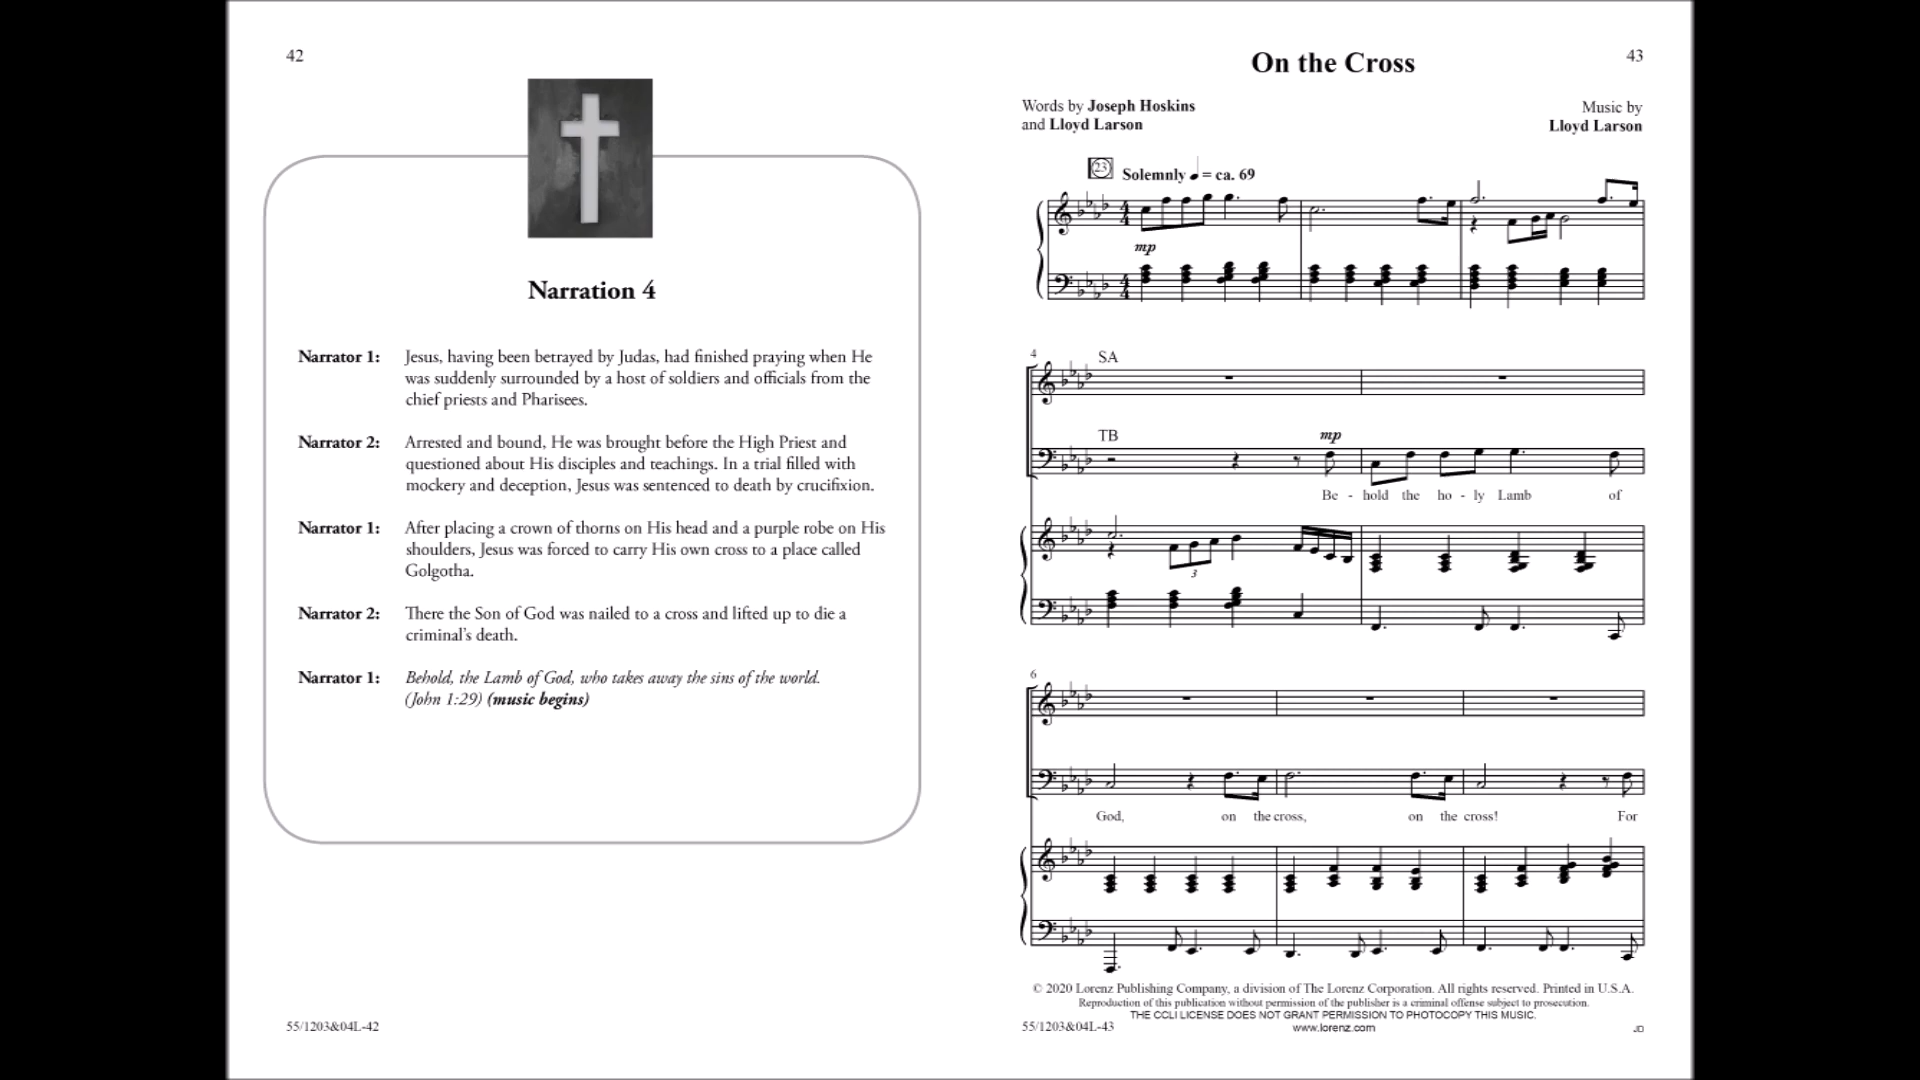 42
Narration 4
Narrator 1: Jesus, having been betrayed by Judas, had finished praying when He
was suddenly surrounded by a host of soldiers and officials from the
chief priests and Pharisees.
Narrator 2: Arrested and bound, He was brought before the High Priest and
questioned about His disciples and teachings. In a trial filled with
mockery and deception, Jesus was sentenced to death by crucifixion.
Narrator 1: After placing a crown of thorns on His head and a purple robe on His
shoulders, Jesus was forced to carry His own cross to a place called
Golgotha.
Narrator 2: There the Son of God was nailed to a cross and lifted up to die a
criminal's death.
Narrator 1: Behold, the Lamb of God, who takes away the sins of the world.
(John 1:29) (music begins)
55/1203&04L-42
On the Cross
43
Words by Joseph Hoskins
and Lloyd Larson
Music by
Lloyd Larson
23
Solemnly ♩ = ca. 69
4
4
mp
4
4
4
SA
TB
mp
Be - hold the ho - ly Lamb of
3
6
God, on the cross, on the cross! For
© 2020 Lorenz Publishing Company, a division of The Lorenz Corporation. All rights reserved. Printed in U.S.A.
Reproduction of this publication without permission of the publisher is a criminal offense subject to prosecution.
THE CCLI LICENSE DOES NOT GRANT PERMISSION TO PHOTOCOPY THIS MUSIC.
55/1203&04L-43
www.lorenz.com
JD